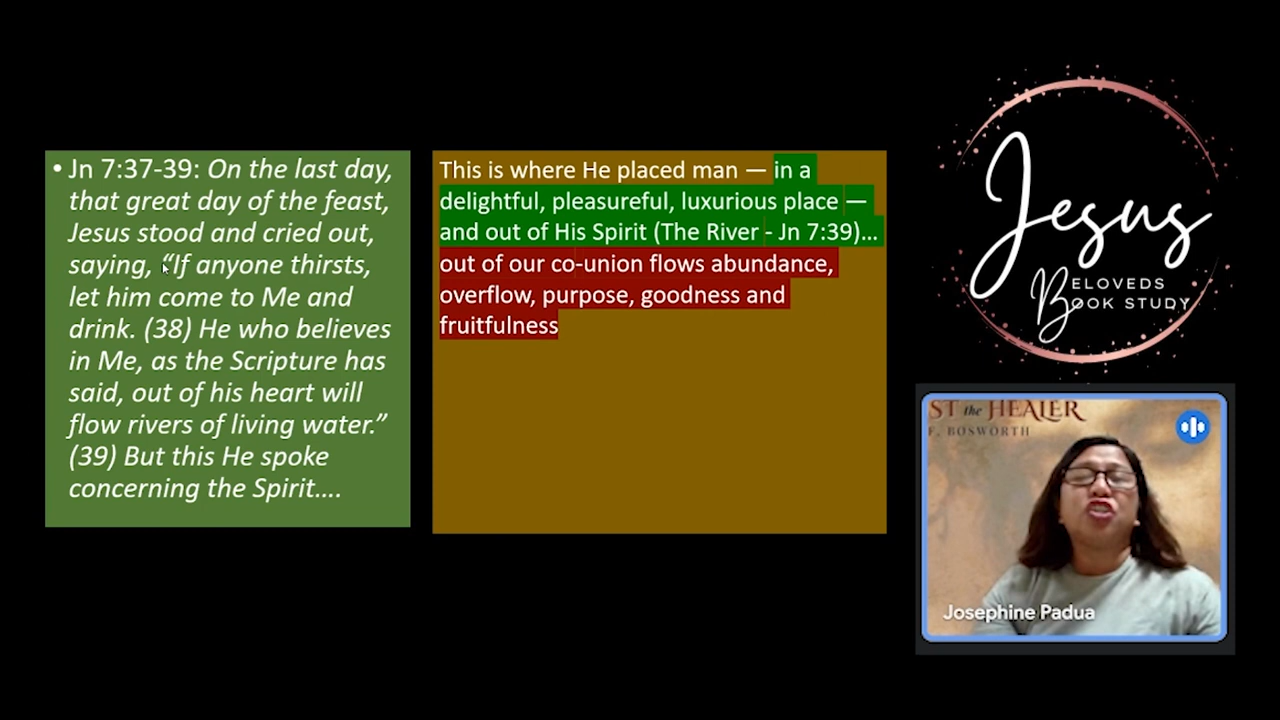 • Jn 7:37-39: On the last day,
that great day of the feast,
Jesus stood and cried out,
saying, “If anyone thirsts,
let him come to Me and
drink. (38) He who believes
in Me, as the Scripture has
said, out of his heart will
flow rivers of living water.”
(39) But this He spoke
concerning the Spirit....
This is where He placed man — in a
delightful, pleasureful, luxurious place —
and out of His Spirit (The River - Jn 7:39)...
out of our co-union flows abundance,
overflow, purpose, goodness and
fruitfulness
Jesus
BELOVEDS
BOOK STUDY
ST the HEALER
F. BOSWORTH
Josephine Padua